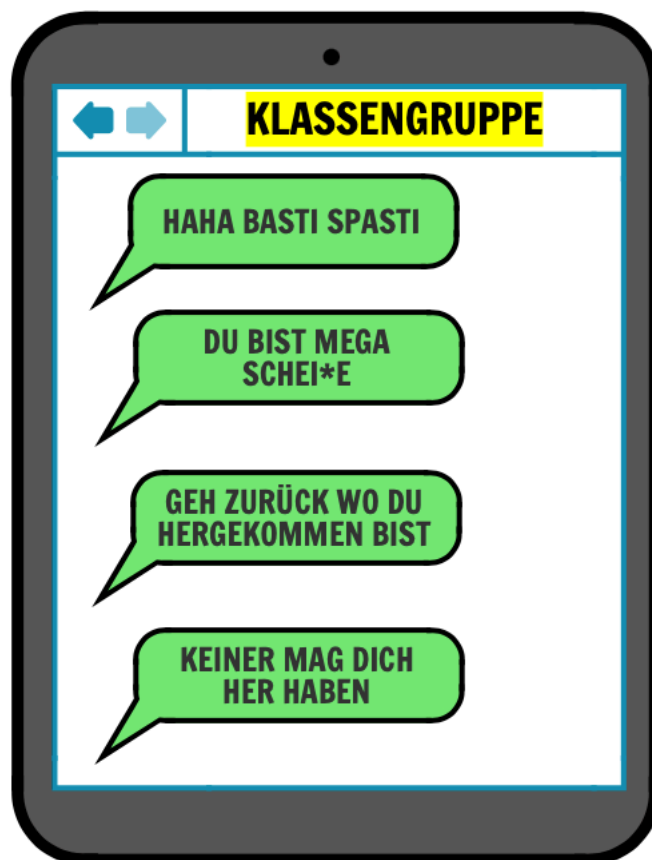 KLASSENGRUPPE
HAHA BASTI SPASTI
DU BIST MEGA
SCHEI*E
GEH ZURÜCK WO DU
HERGEKOMMEN BIST
KEINER MAG DICH
HER HABEN